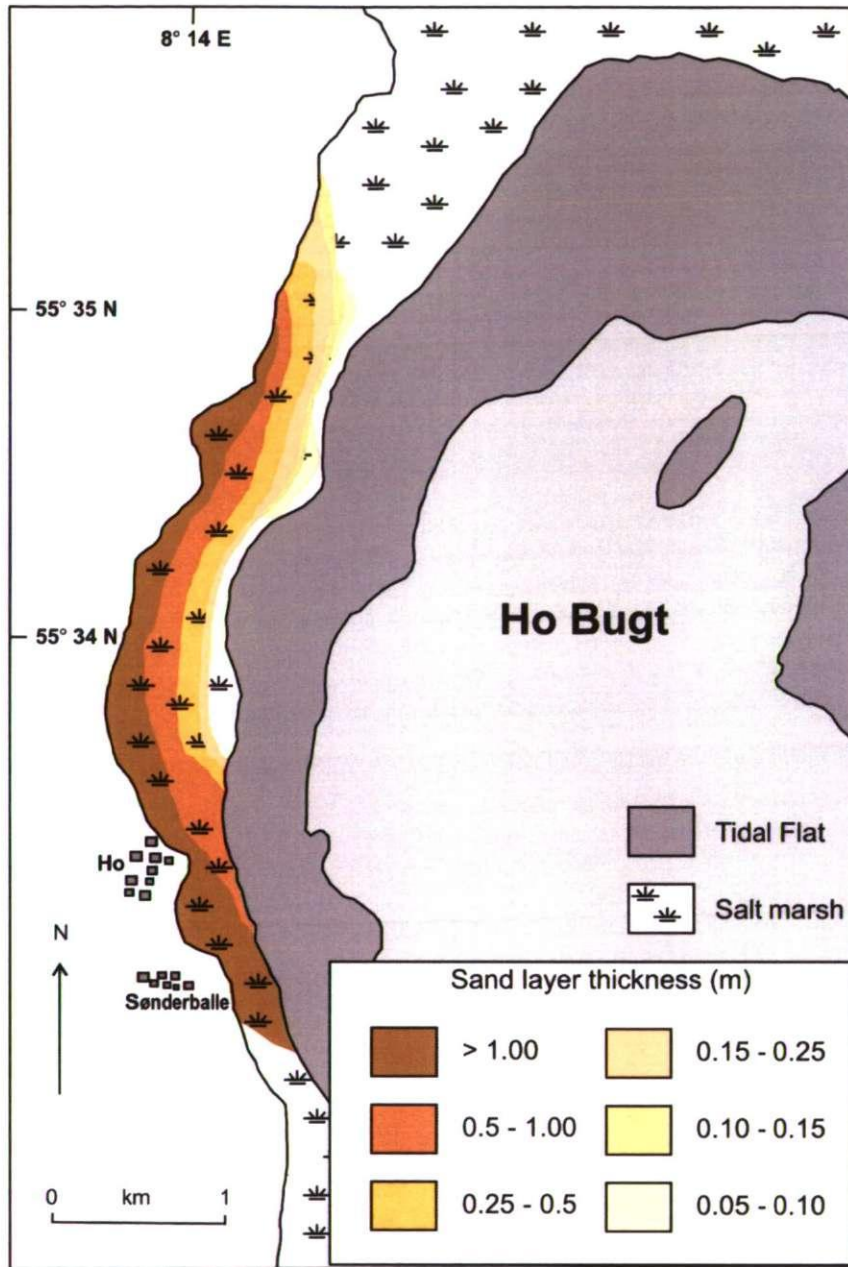 8° 14 E
55° 35 N
55° 34 N
Ho Bugt
Tidal Flat
Salt marsh
Ho
N
Sønderballe
0 km 1
Sand layer thickness (m)
> 1.00
0.15 - 0.25
0.5 - 1.00
0.10 - 0.15
0.25 - 0.5
0.05 - 0.10